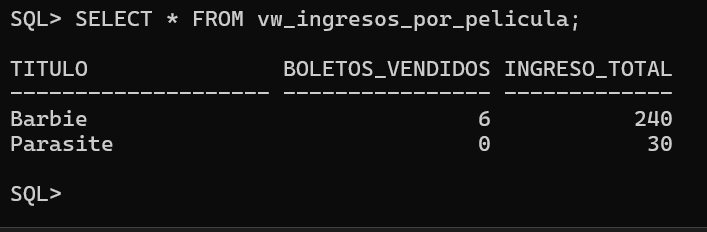 SQL> SELECT * FROM vw_ingresos_por_pelicula;
TITULO BOLETOS_VENDIDOS INGRESO_TOTAL
-------------------- ---------------- -------------
Barbie 6 240
Parasite 0 30
SQL>